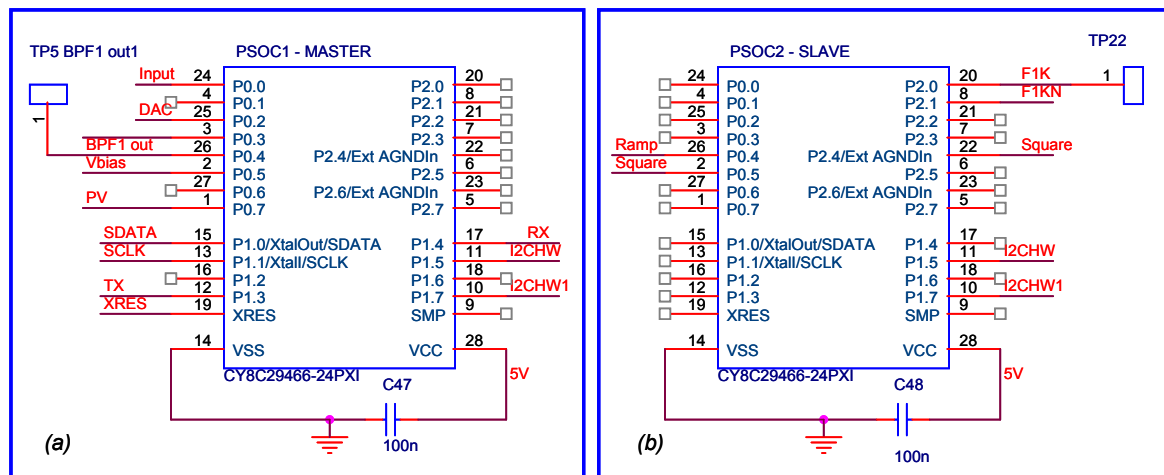 TP5 BPF1 out1
PSOC1 - MASTER
Input 24 P0.0 P2.0 20
4 P0.1 P2.1 8
DAC 25 P0.2 P2.2 21
3 P0.3 P2.3 7
1 BPF1 out 26 P0.4 P2.4/Ext AGNDIn 22
Vbias 2 P0.5 P2.5 6
27 P0.6 P2.6/Ext AGNDIn 23
PV 1 P0.7 P2.7 5
SDATA 15 P1.0/XtalOut/SDATA P1.4 17 RX
SCLK 13 P1.1/XtalI/SCLK P1.5 11 I2CHW
16 P1.2 P1.6 18
TX 12 P1.3 P1.7 10 I2CHW1
XRES 19 XRES SMP 9
14 VSS VCC 28
CY8C29466-24PXI
5V
C47
100n
(a)
PSOC2 - SLAVE
TP22
24 P0.0 P2.0 20 F1K 1
4 P0.1 P2.1 8 F1KN
25 P0.2 P2.2 21
3 P0.3 P2.3 7
Ramp 26 P0.4 P2.4/Ext AGNDIn 22 Square
Square 2 P0.5 P2.5 6
27 P0.6 P2.6/Ext AGNDIn 23
1 P0.7 P2.7 5
15 P1.0/XtalOut/SDATA P1.4 17
13 P1.1/XtalI/SCLK P1.5 11 I2CHW
16 P1.2 P1.6 18
12 P1.3 P1.7 10 I2CHW1
19 XRES SMP 9
14 VSS VCC 28
CY8C29466-24PXI
5V
C48
100n
(b)